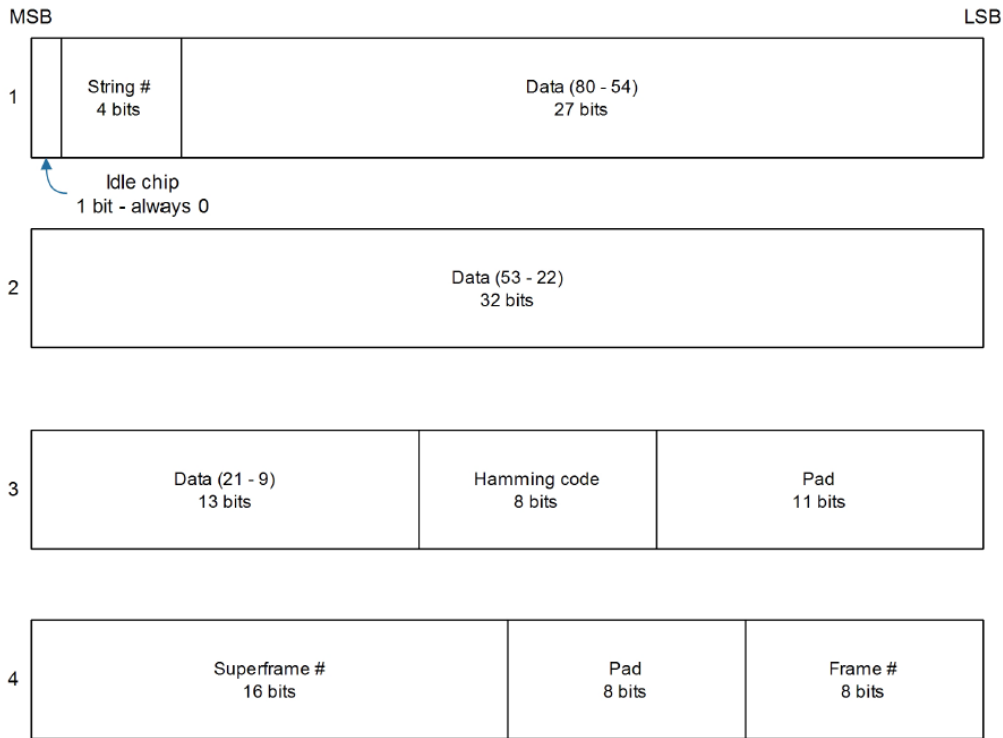 MSB
LSB
1
String #
4 bits
Data (80 - 54)
27 bits
Idle chip
1 bit - always 0
2
Data (53 - 22)
32 bits
3
Data (21 - 9)
13 bits
Hamming code
8 bits
Pad
11 bits
4
Superframe #
16 bits
Pad
8 bits
Frame #
8 bits